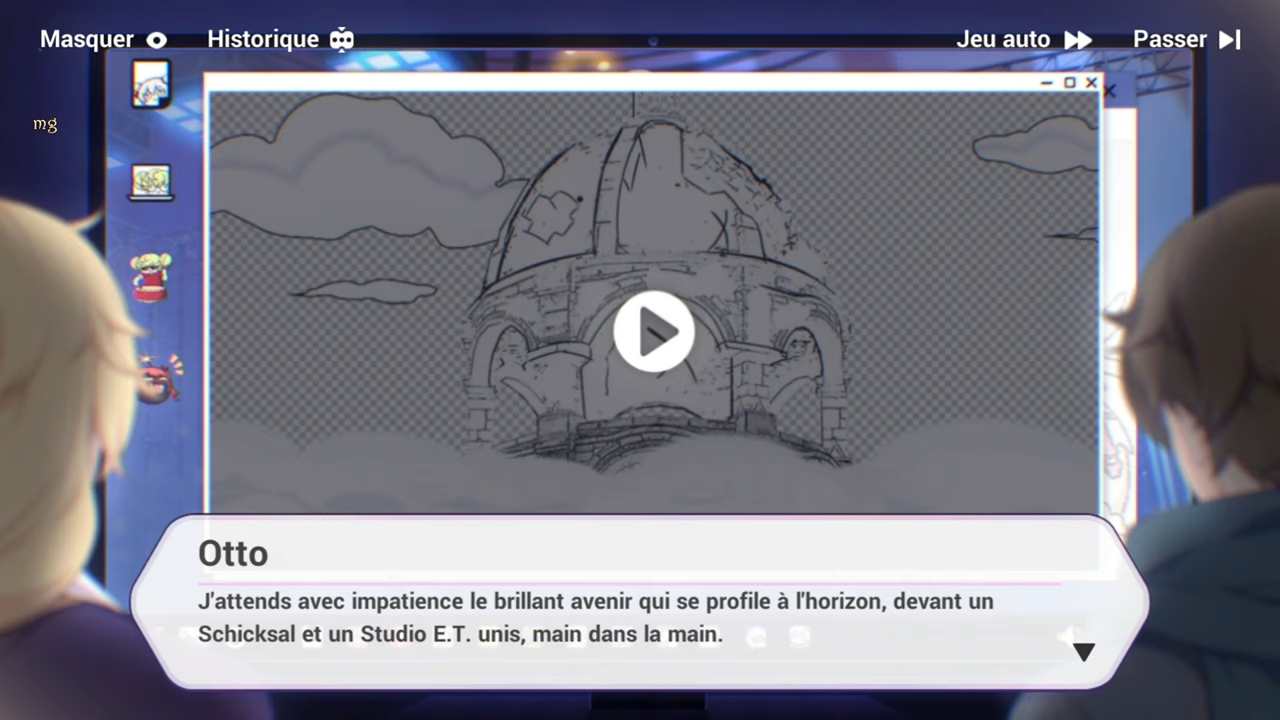 Masquer Historique Jeu auto Passer
mg
Otto
J'attends avec impatience le brillant avenir qui se profile à l'horizon, devant un
Schicksal et un Studio E.T. unis, main dans la main.